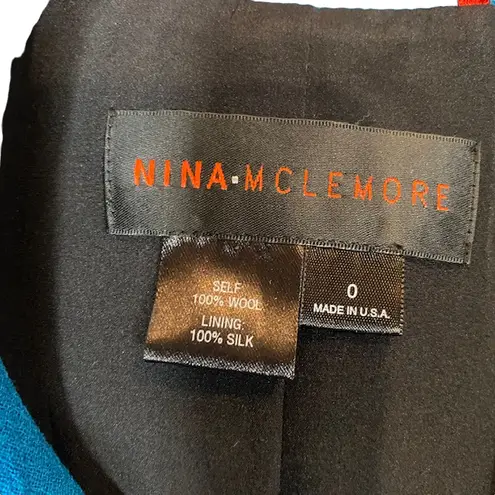 NINA MCLEMORE
SELF
100% WOOL
LINING:
100% SILK
0
MADE IN U.S.A.